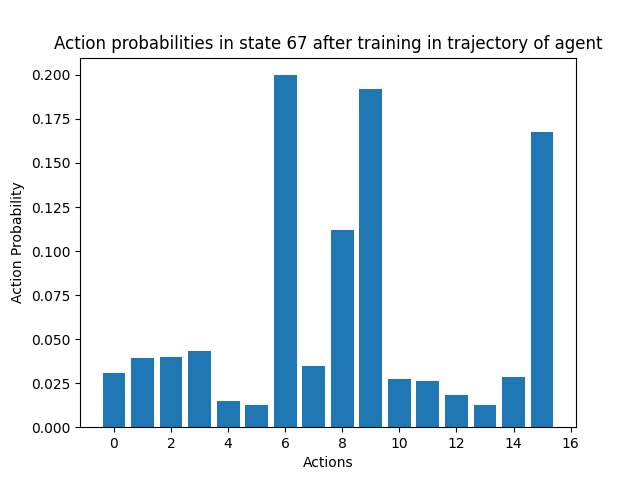 Action probabilities in state 67 after training in trajectory of agent
0.200
0.175
0.150
0.125
0.100
0.075
0.050
0.025
0.000
Action Probability
0 2 4 6 8 10 12 14 16
Actions